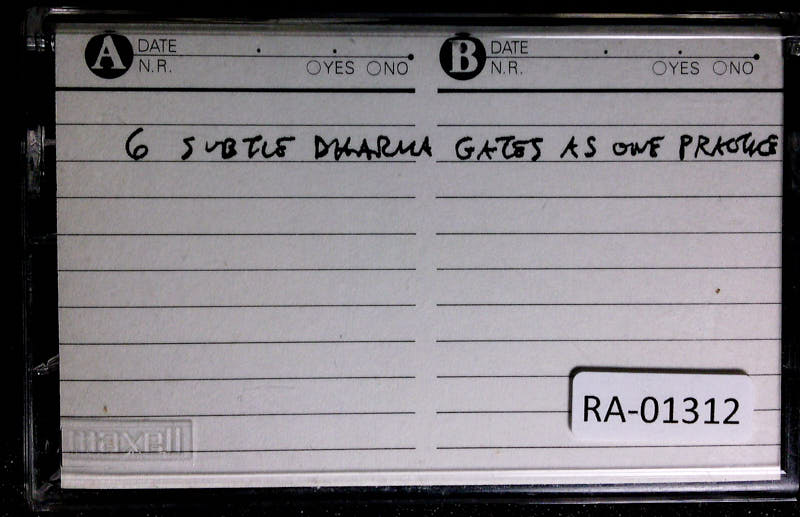 A DATE
N.R. ○YES ○NO
B DATE
N.R. ○YES ○NO
6 SUBTLE DHARMA GATES AS ONE PRACTICE
RA-01312
maxell